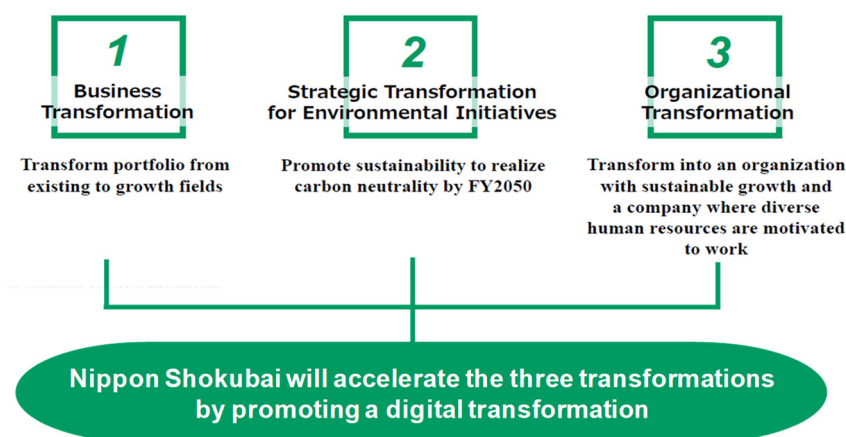 1
Business
Transformation
Transform portfolio from
existing to growth fields
2
Strategic Transformation
for Environmental Initiatives
Promote sustainability to realize
carbon neutrality by FY2050
3
Organizational
Transformation
Transform into an organization
with sustainable growth and
a company where diverse
human resources are motivated
to work
Nippon Shokubai will accelerate the three transformations
by promoting a digital transformation